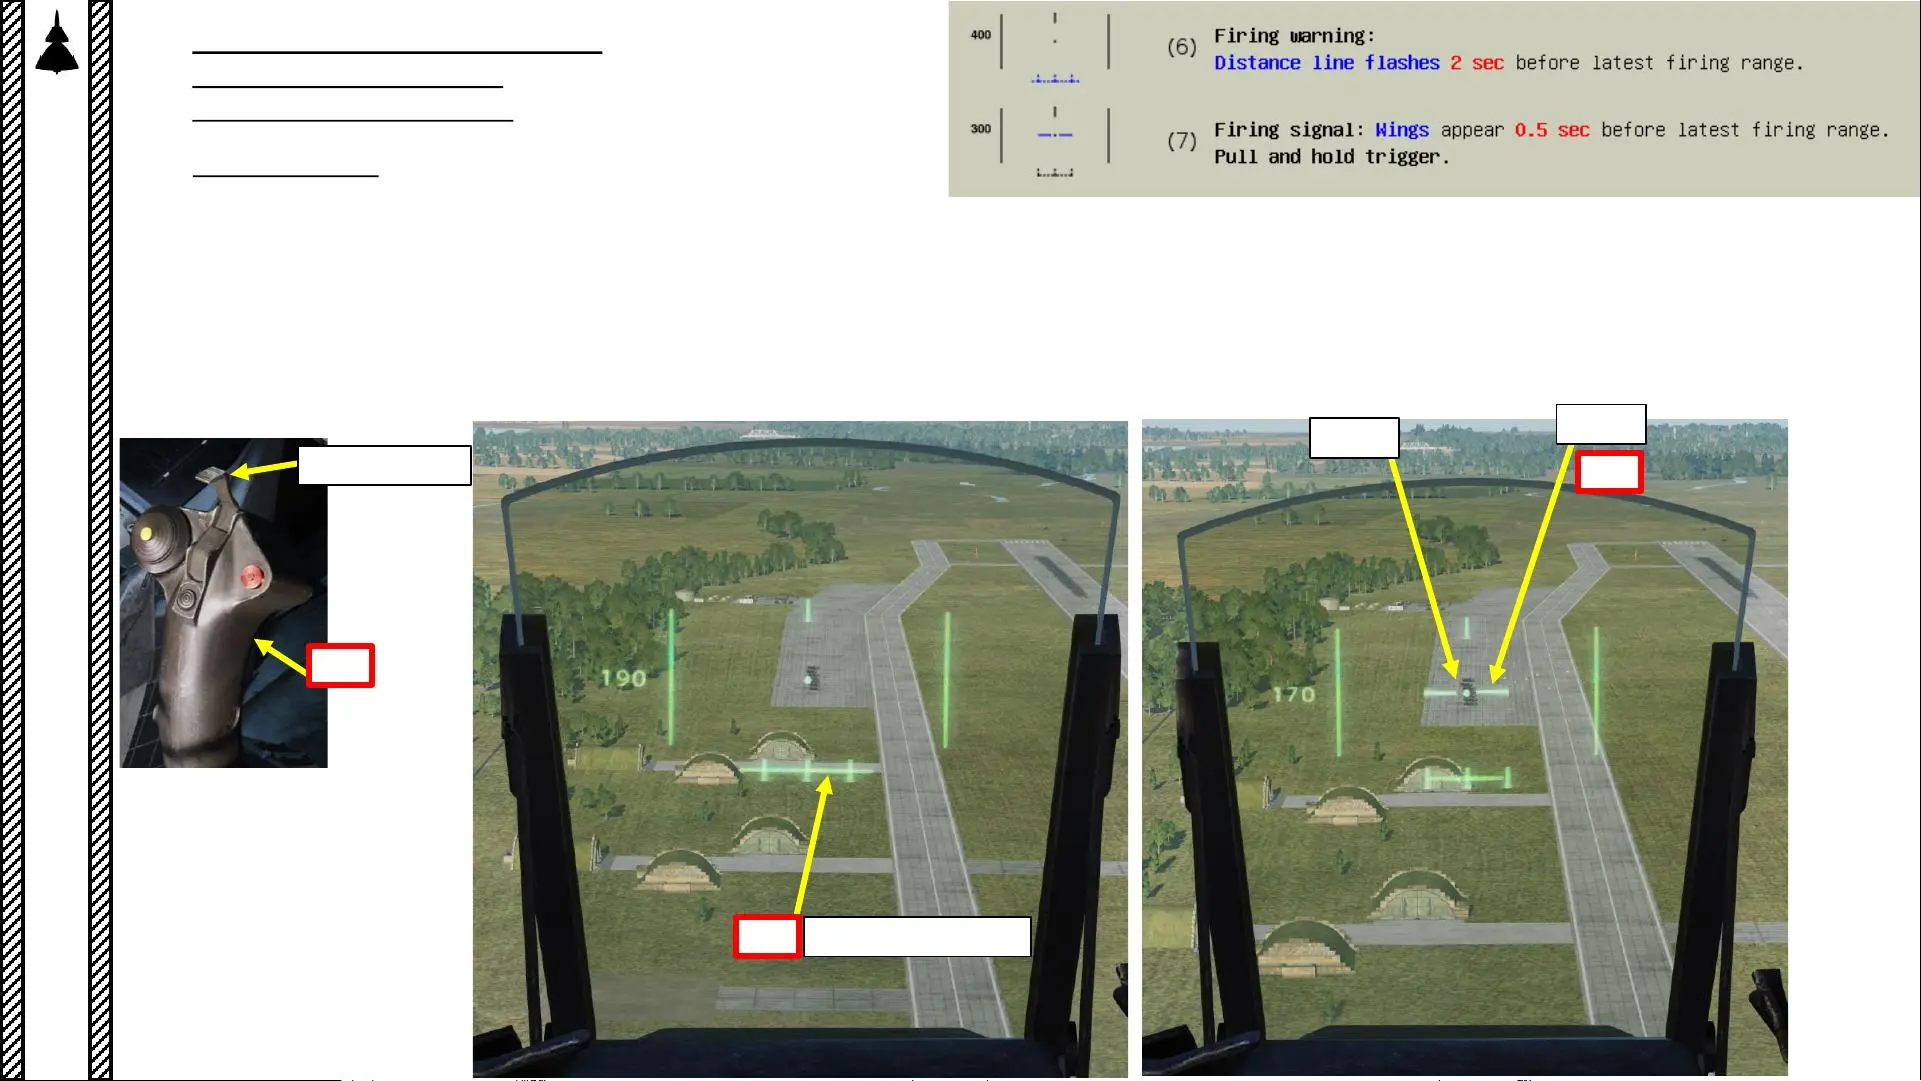 400
(6) Firing warning:
Distance line flashes 2 sec before latest firing range.
300
(7) Firing signal: Wings appear 0.5 sec before latest firing range.
Pull and hold trigger.
190
170